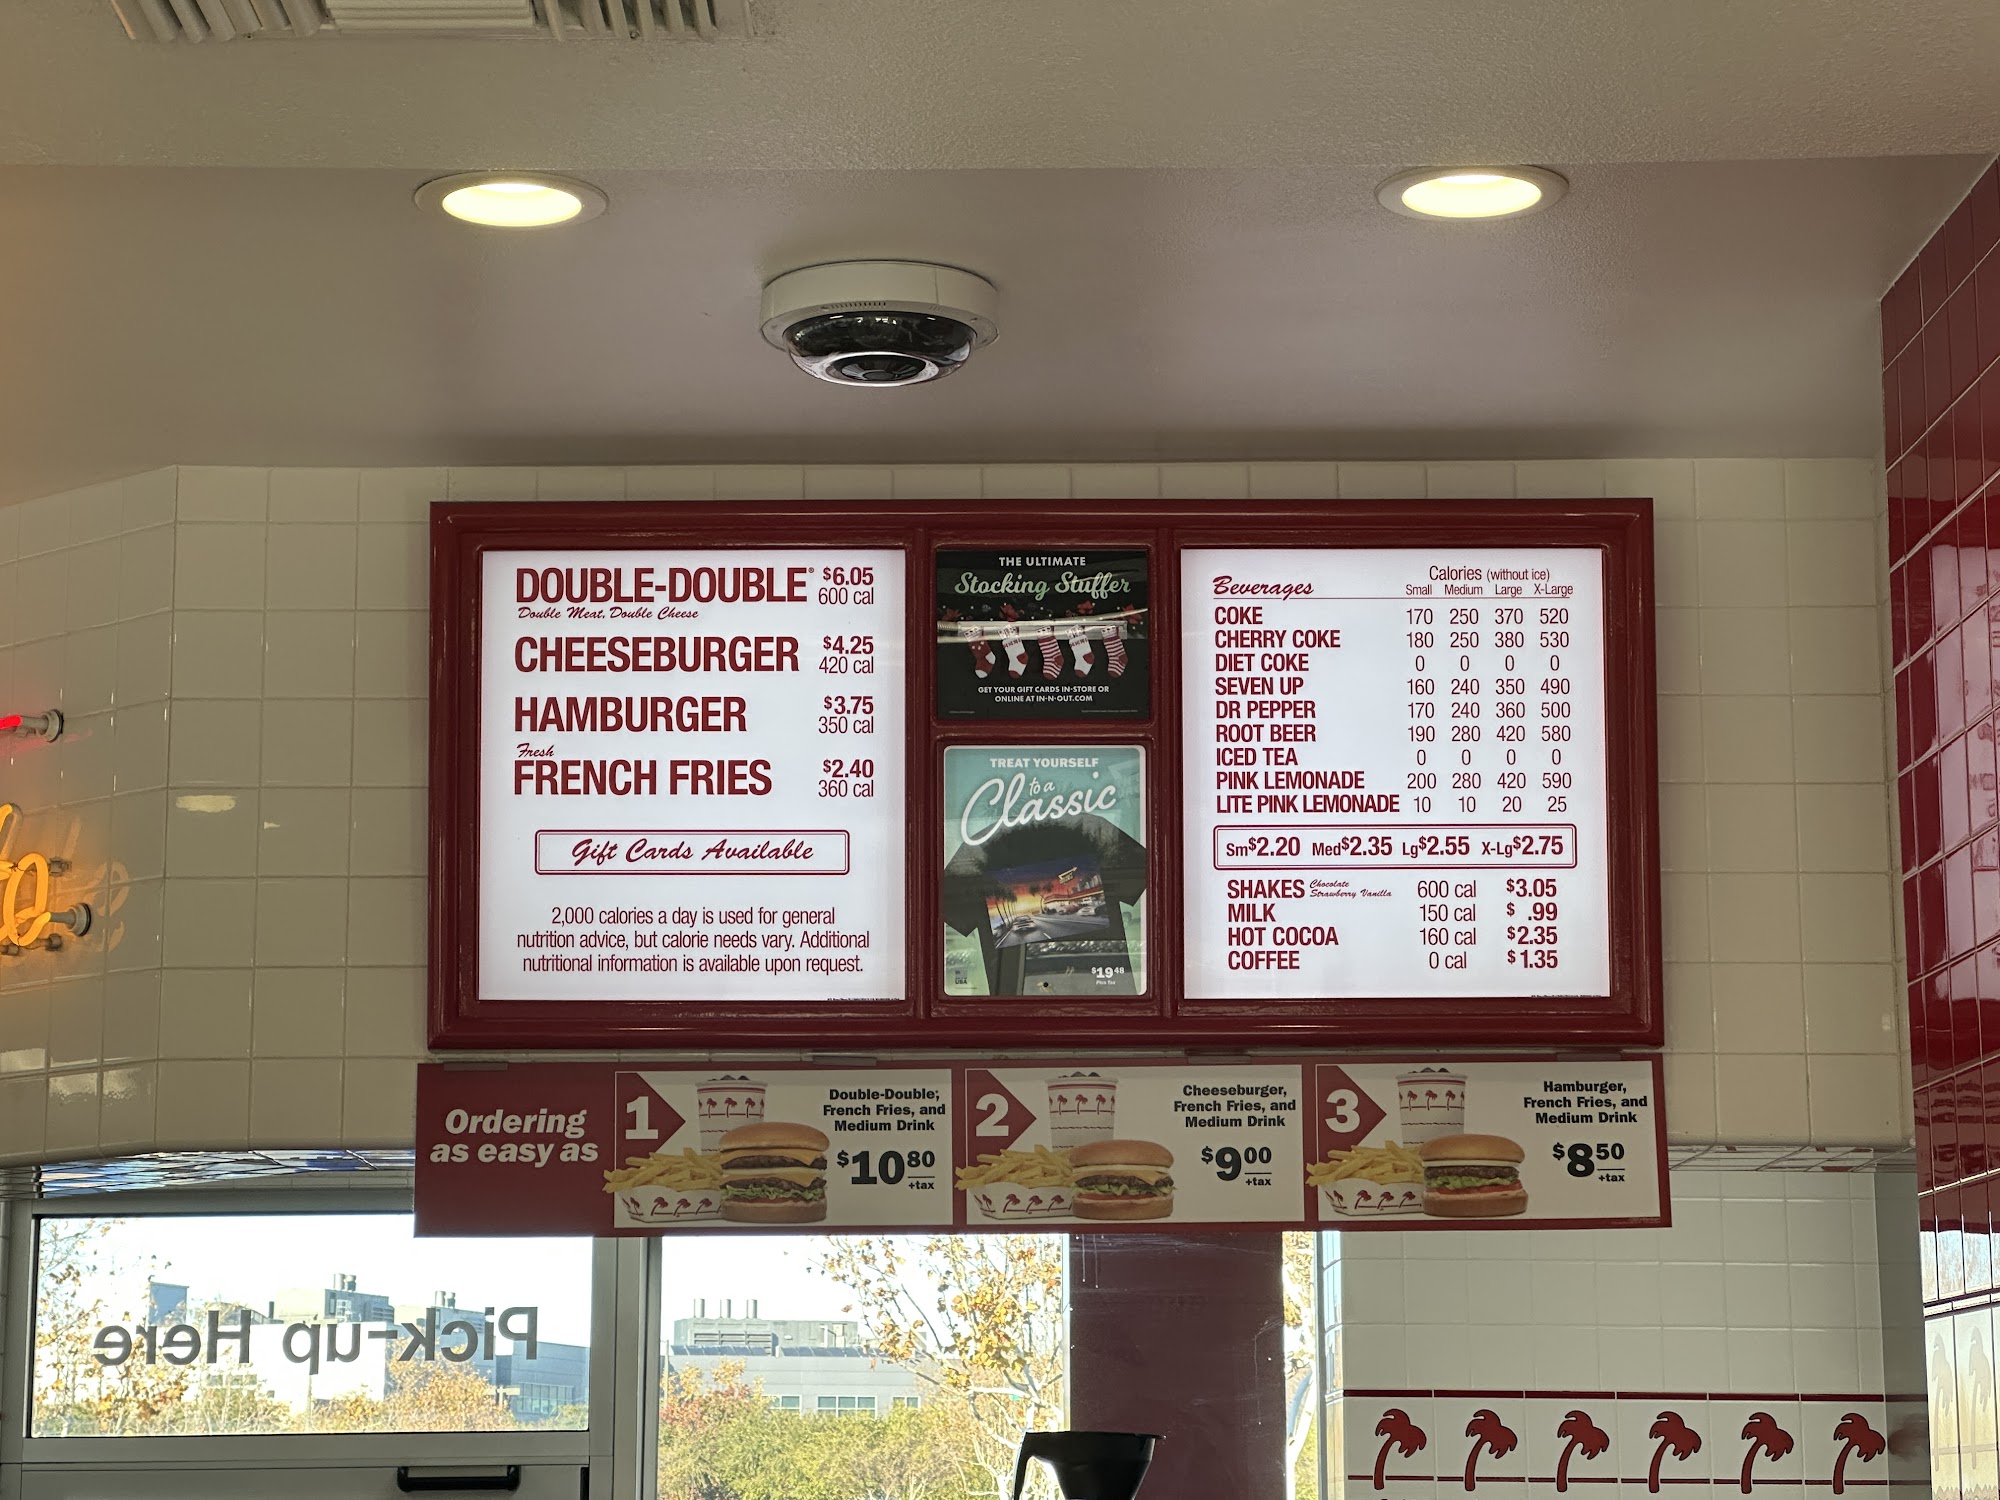 DOUBLE-DOUBLE® $6.05
Double Meat, Double Cheese 600 cal
CHEESEBURGER $4.25
420 cal
HAMBURGER $3.75
350 cal
Fresh
FRENCH FRIES $2.40
360 cal
Gift Cards Available
2,000 calories a day is used for general
nutrition advice, but calorie needs vary. Additional
nutritional information is available upon request.
THE ULTIMATE
Stocking Stuffer
GET YOUR GIFT CARDS IN-STORE OR
ONLINE AT IN-N-OUT.COM
TREAT YOURSELF
to a
Classic
$19.48
Plus Tax
USA
Beverages Calories (without ice)
Small Medium Large X-Large
COKE 170 250 370 520
CHERRY COKE 180 250 380 530
DIET COKE 0 0 0 0
SEVEN UP 160 240 350 490
DR PEPPER 170 240 360 500
ROOT BEER 190 280 420 580
ICED TEA 0 0 0 0
PINK LEMONADE 200 280 420 590
LITE PINK LEMONADE 10 10 20 25
Sm$2.20 Med$2.35 Lg$2.55 X-Lg$2.75
SHAKES Chocolate Strawberry Vanilla 600 cal $3.05
MILK 150 cal $ .99
HOT COCOA 160 cal $2.35
COFFEE 0 cal $1.35
Ordering
as easy as
1
Double-Double,®
French Fries, and
Medium Drink
$10 80
+tax
2
Cheeseburger,
French Fries, and
Medium Drink
$9 00
+tax
3
Hamburger,
French Fries, and
Medium Drink
$8 50
+tax
Pick-up Here